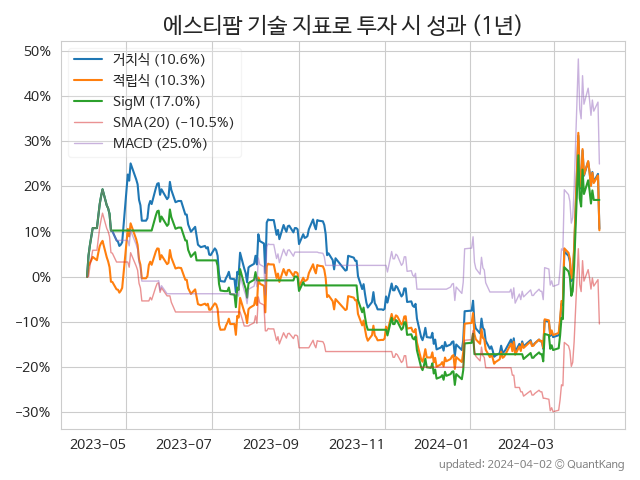 에스티팜 기술 지표로 투자 시 성과 (1년)
50%
40%
30%
20%
10%
0%
−10%
−20%
−30%
거치식 (10.6%)
적립식 (10.3%)
SigM (17.0%)
SMA(20) (−10.5%)
MACD (25.0%)
2023-05 2023-07 2023-09 2023-11 2024-01 2024-03
updated: 2024-04-02 © QuantKang